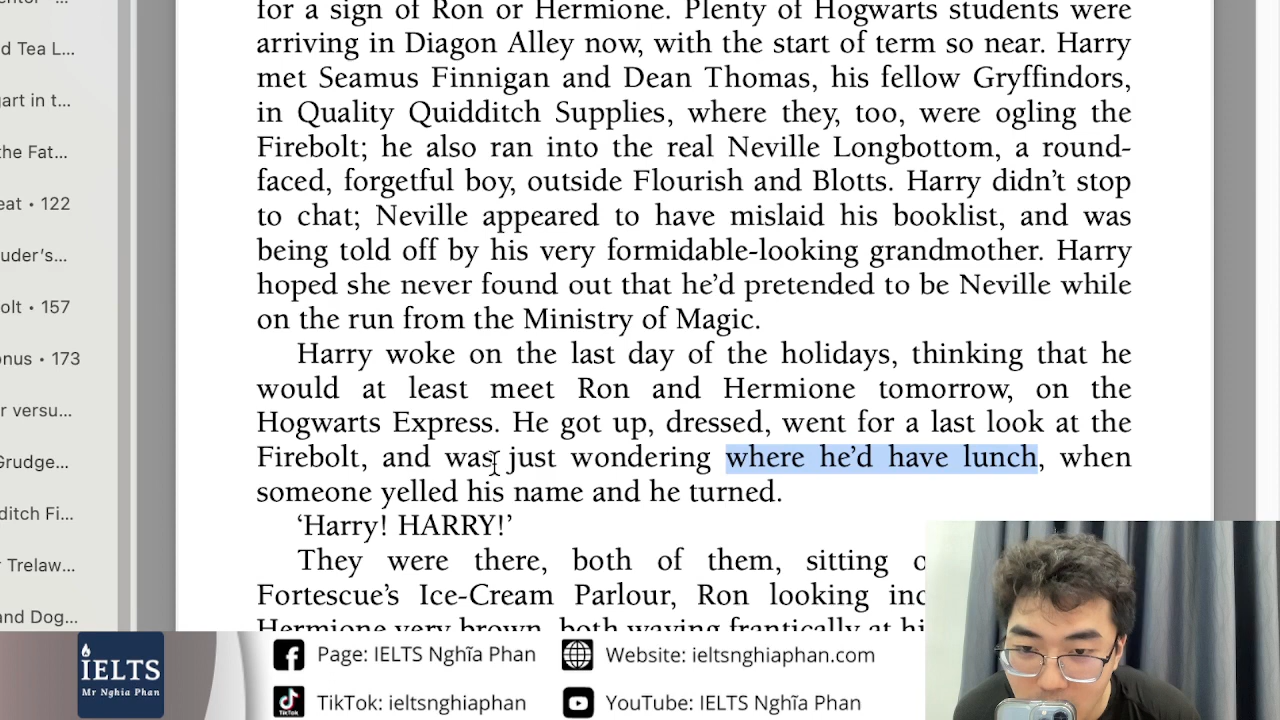 d Tea L...
gart in t...
the Fat...
eat • 122
uder's...
olt • 157
onus • 173
r versu...
Grudge...
ditch Fi...
r Trelaw...
and Dog...
for a sign of Ron or Hermione. Plenty of Hogwarts students were
arriving in Diagon Alley now, with the start of term so near. Harry
met Seamus Finnigan and Dean Thomas, his fellow Gryffindors,
in Quality Quidditch Supplies, where they, too, were ogling the
Firebolt; he also ran into the real Neville Longbottom, a round-
faced, forgetful boy, outside Flourish and Blotts. Harry didn't stop
to chat; Neville appeared to have mislaid his booklist, and was
being told off by his very formidable-looking grandmother. Harry
hoped she never found out that he'd pretended to be Neville while
on the run from the Ministry of Magic.
Harry woke on the last day of the holidays, thinking that he
would at least meet Ron and Hermione tomorrow, on the
Hogwarts Express. He got up, dressed, went for a last look at the
Firebolt, and was just wondering where he'd have lunch, when
someone yelled his name and he turned.
‘Harry! HARRY!’
They were there, both of them, sitting
Fortescue's Ice-Cream Parlour, Ron looking
Hermione very brown, both waving frantically at
IELTS
Mr Nghia Phan
Page: IELTS Nghĩa Phan
Website: ieltsnghiaphan.com
TikTok: ieltsnghiaphan
YouTube: IELTS Nghĩa Phan